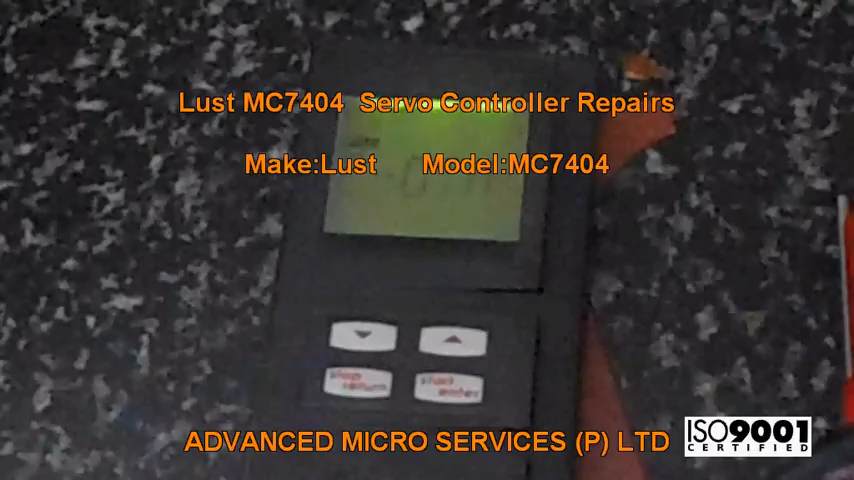 Lust MC7404 Servo Controller Repairs
Make:Lust Model:MC7404
stop
return
start
enter
ADVANCED MICRO SERVICES (P) LTD
ISO9001
CERTIFIED